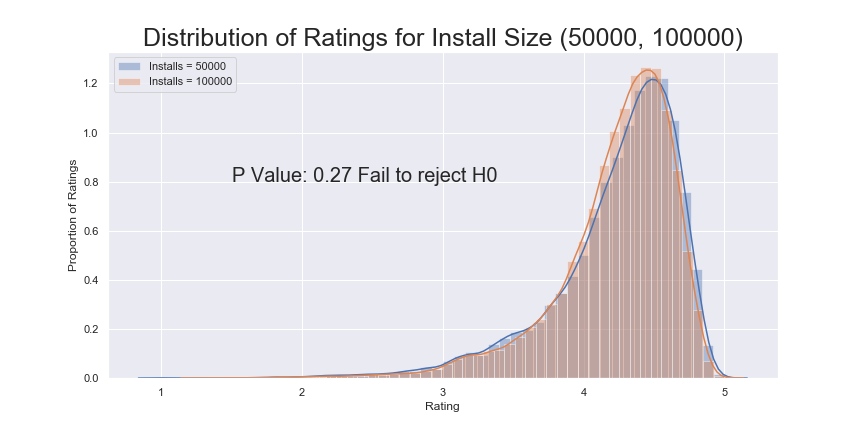 Distribution of Ratings for Install Size (50000, 100000)
Installs = 50000
Installs = 100000
P Value: 0.27 Fail to reject H0
Proportion of Ratings
1.2
1.0
0.8
0.6
0.4
0.2
0.0
1 2 3 4 5
Rating